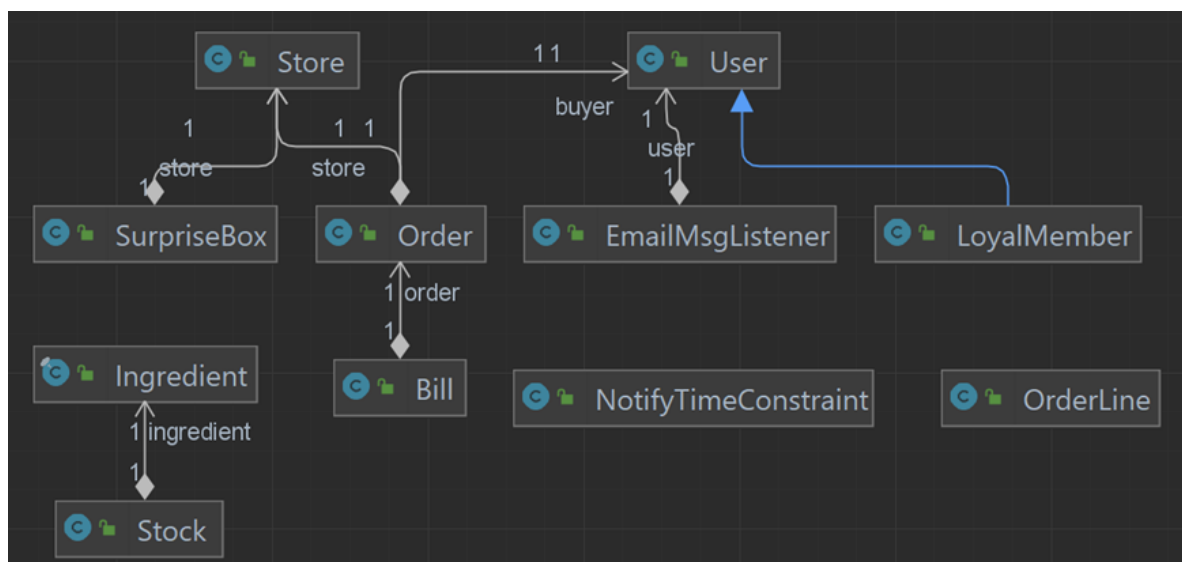 Store
1 1
User
buyer
1
1 1
1
store
store
user
1
1
SurpriseBox
Order
EmailMsgListener
LoyalMember
1 order
1
Ingredient
Bill
NotifyTimeConstraint
OrderLine
1 ingredient
1
Stock